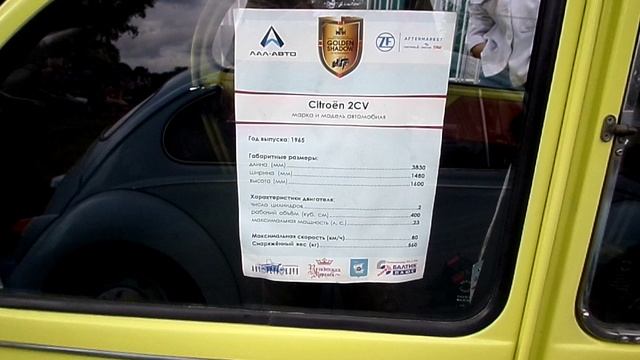 ЛАЛ-АВТО
GOLDEN
SHADOW
ZF
AFTERMARKET
Citroën 2CV
марка и модель автомобиля
Год выпуска: 1965
Габаритные размеры:
длина (мм) 3830
ширина (мм) 1480
высота (мм) 1600
Характеристики двигателя:
число цилиндров 2
рабочий объём (куб. см) 400
максимальная мощность (л. с.) 23
Максимальная скорость (км/ч) 80
Снаряжённый вес (кг) 560
БАЛТИК